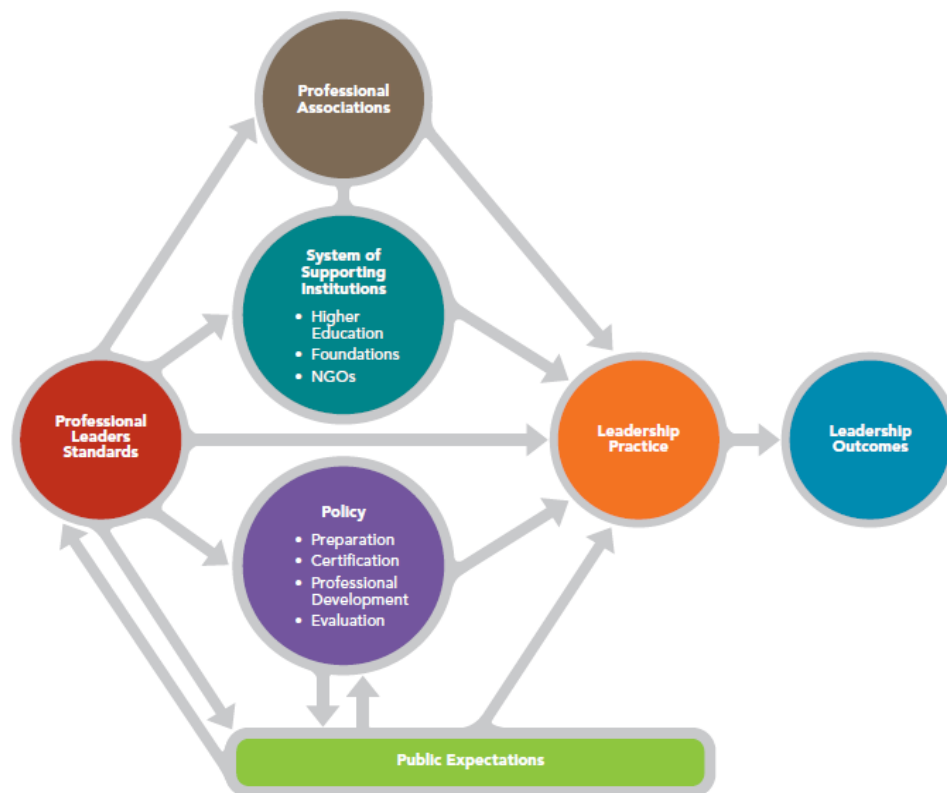 Professional
Associations
System of
Supporting
Institutions
• Higher
Education
• Foundations
• NGOs
Professional
Leaders
Standards
Leadership
Practice
Leadership
Outcomes
Policy
• Preparation
• Certification
• Professional
Development
• Evaluation
Public Expectations